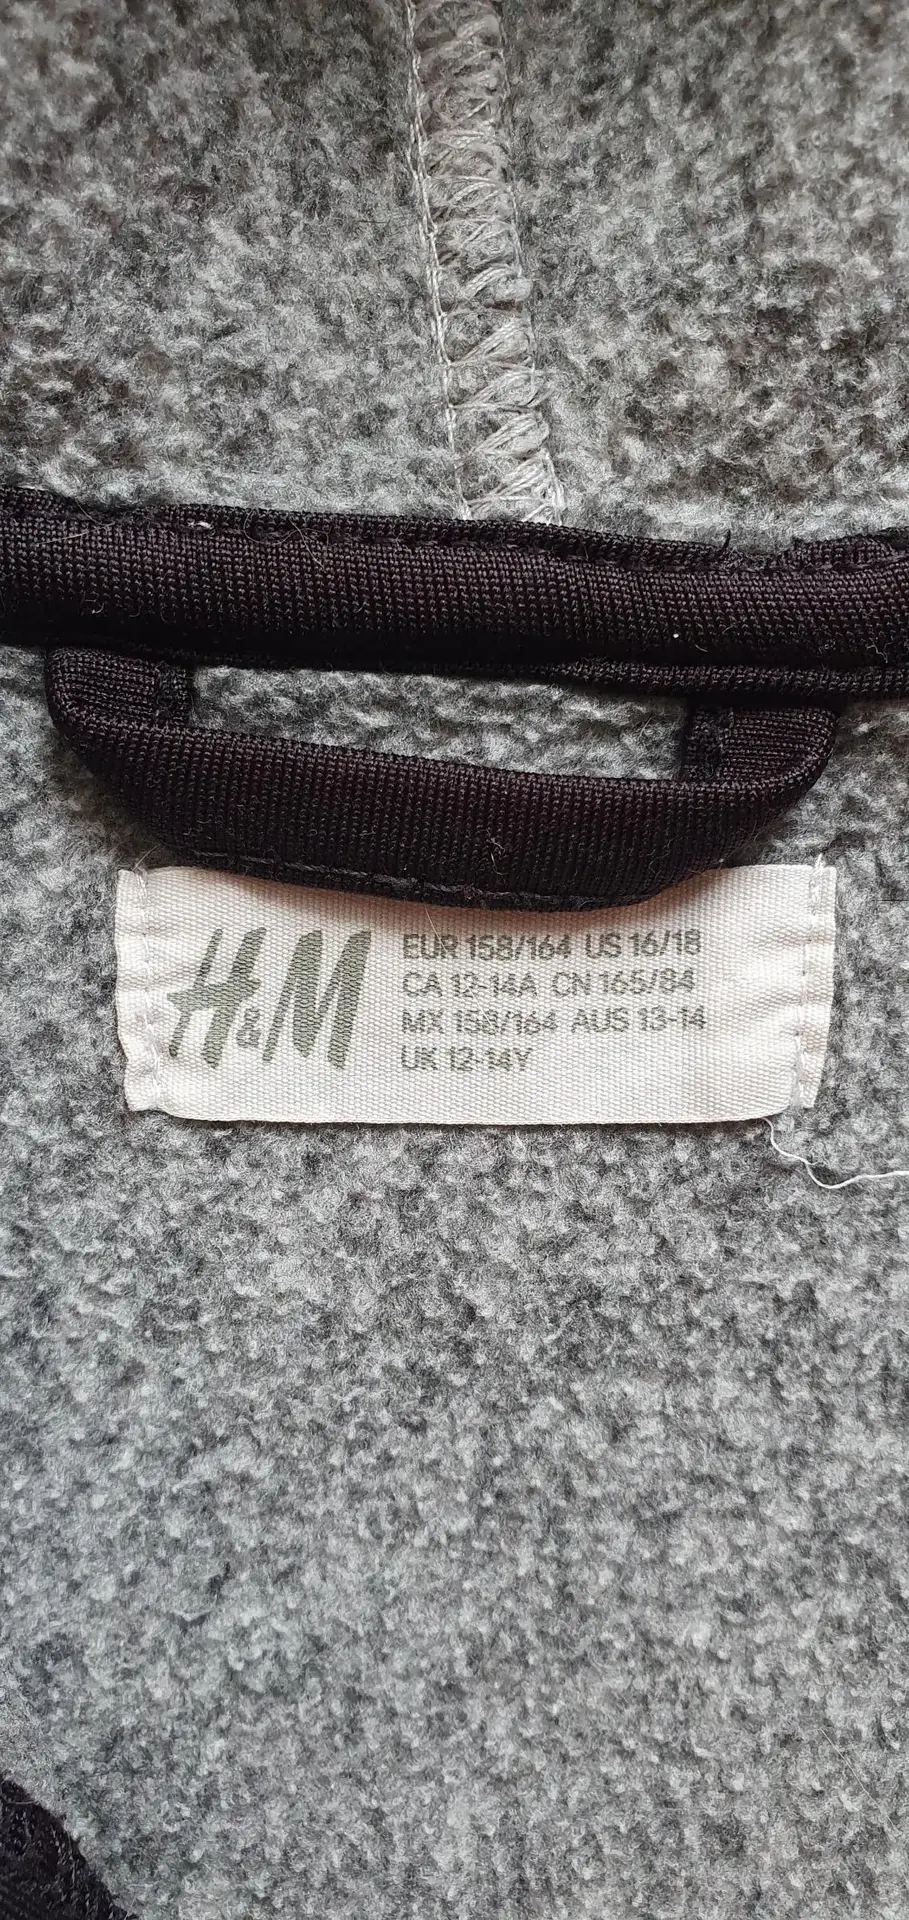 H&M
EUR 158/164 US 16/18
CA 12-14A CN 165/84
MX 158/164 AUS 13-14
UK 12-14Y